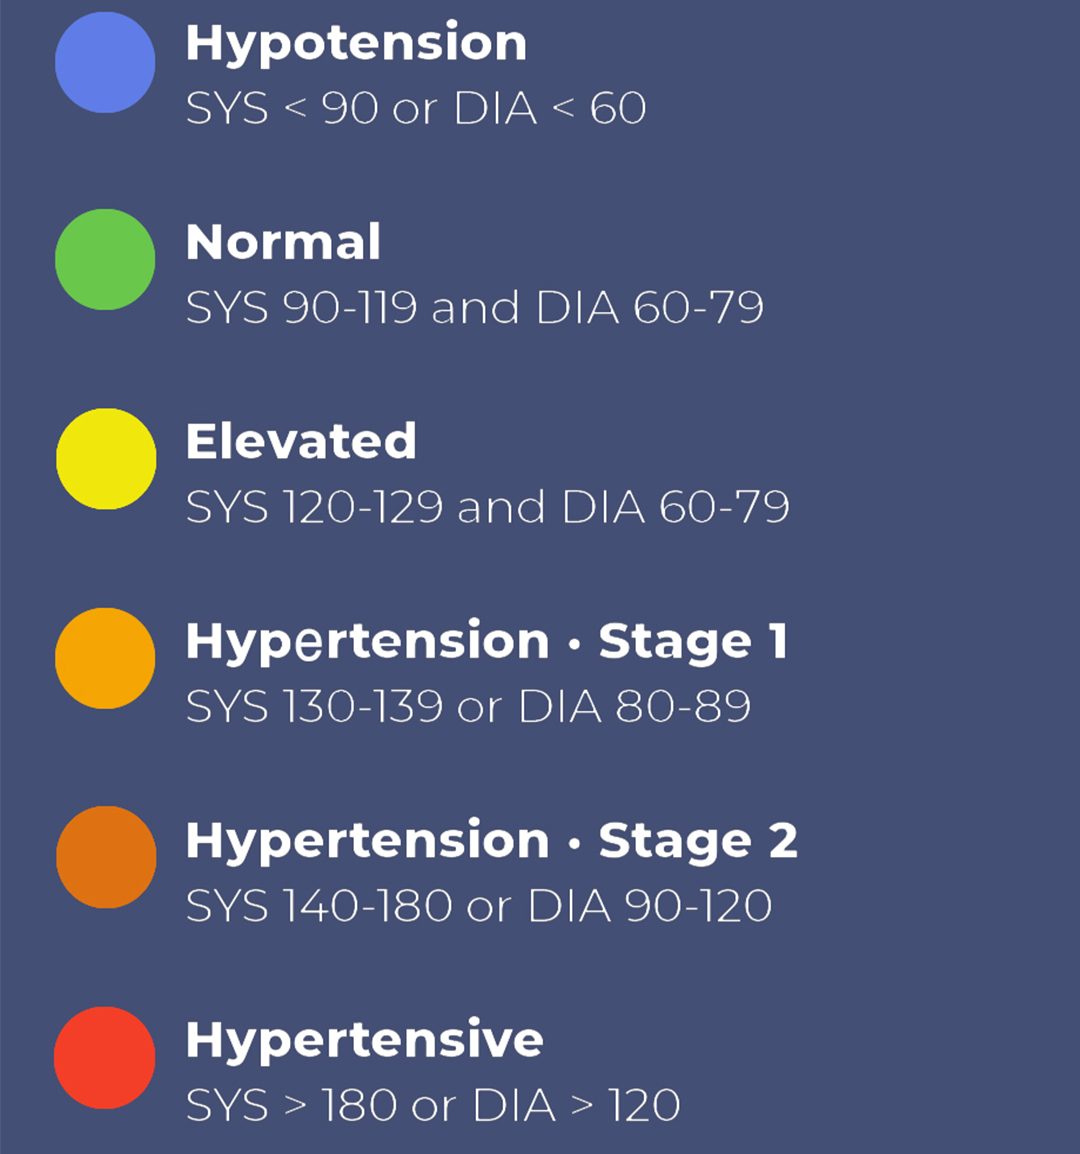 Hypotension
SYS < 90 or DIA < 60
Normal
SYS 90-119 and DIA 60-79
Elevated
SYS 120-129 and DIA 60-79
Hypertension • Stage 1
SYS 130-139 or DIA 80-89
Hypertension • Stage 2
SYS 140-180 or DIA 90-120
Hypertensive
SYS > 180 or DIA > 120